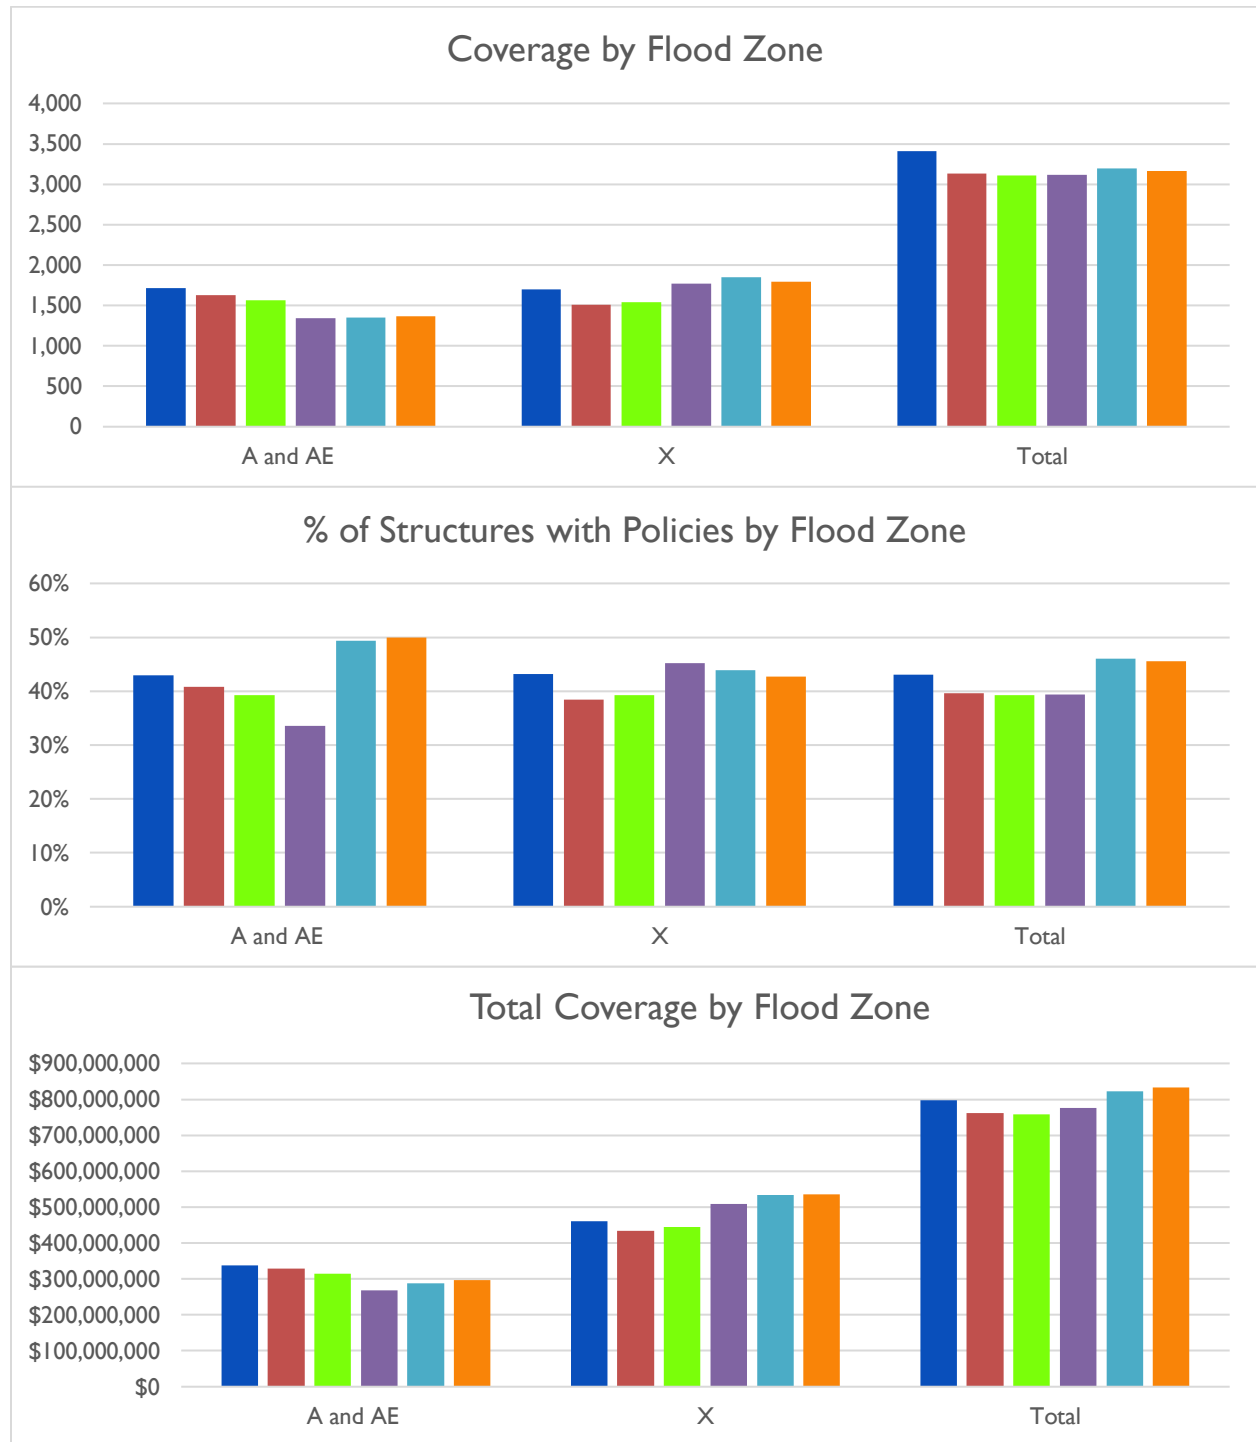 Coverage by Flood Zone
4,000
3,500
3,000
2,500
2,000
1,500
1,000
500
0
A and AE
X
Total
% of Structures with Policies by Flood Zone
60%
50%
40%
30%
20%
10%
0%
A and AE
X
Total
Total Coverage by Flood Zone
$900,000,000
$800,000,000
$700,000,000
$600,000,000
$500,000,000
$400,000,000
$300,000,000
$200,000,000
$100,000,000
$0
A and AE
X
Total